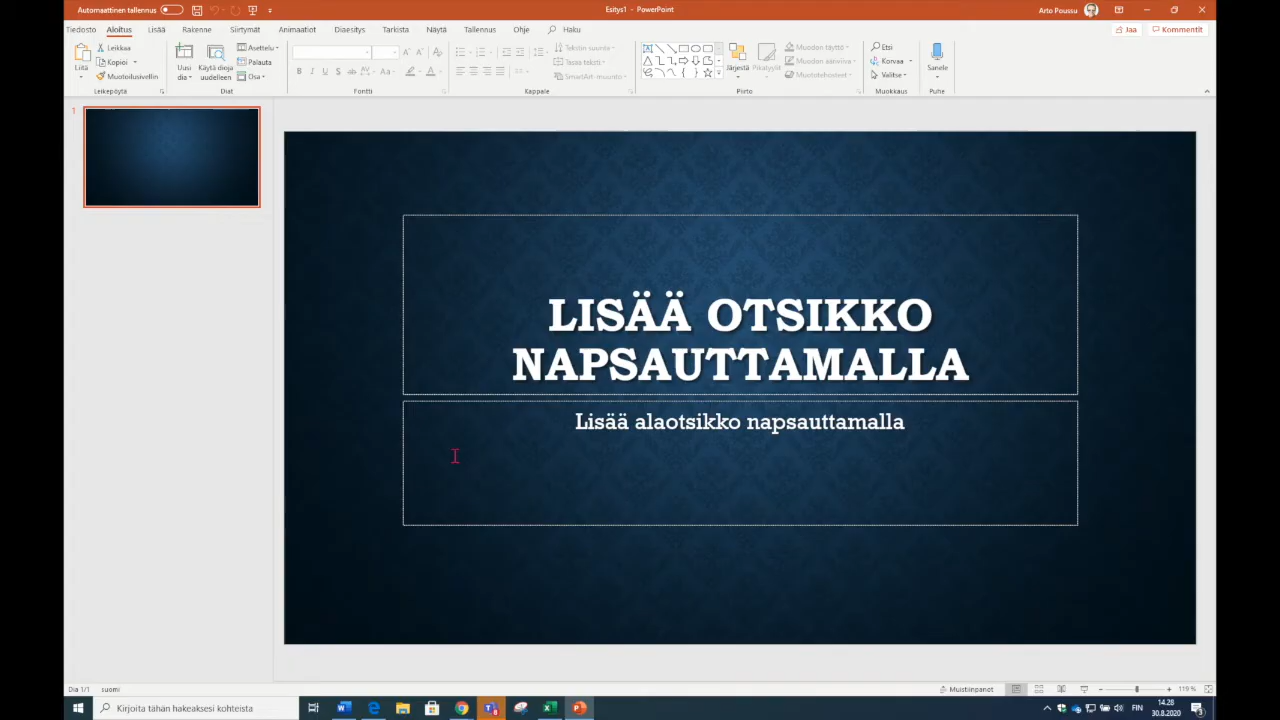 Automaattinen tallennus
Esitys1 - PowerPoint
Arto Poussu
Tiedosto Aloitus Lisää Rakenne Siirtymät Animaatiot Diaesitys Tarkista Näytä Tallennus Ohje Haku
Jaa Kommentit
Liitä
Leikkaa
Kopioi
Muotoilusivellin
Leikepöytä
Uusi dia
Käytä dioja uudelleen
Asettelu
Palauta
Osa
Diat
Fontti
Tekstin suunta
Tasaa teksti
SmartArt-muunto
Kappale
Järjestä
Pikatyylit
Muodon täyttö
Muodon ääriviiva
Muototehosteet
Piirto
Etsi
Korvaa
Valitse
Muokkaus
Sanele
Puhe
1
LISÄÄ OTSIKKO
NAPSAUTTAMALLA
Lisää alaotsikko napsauttamalla
Dia 1/1 suomi
Muistiinpanot
119 %
Kirjoita tähän hakeaksesi kohteista
FIN
14.28
30.8.2020